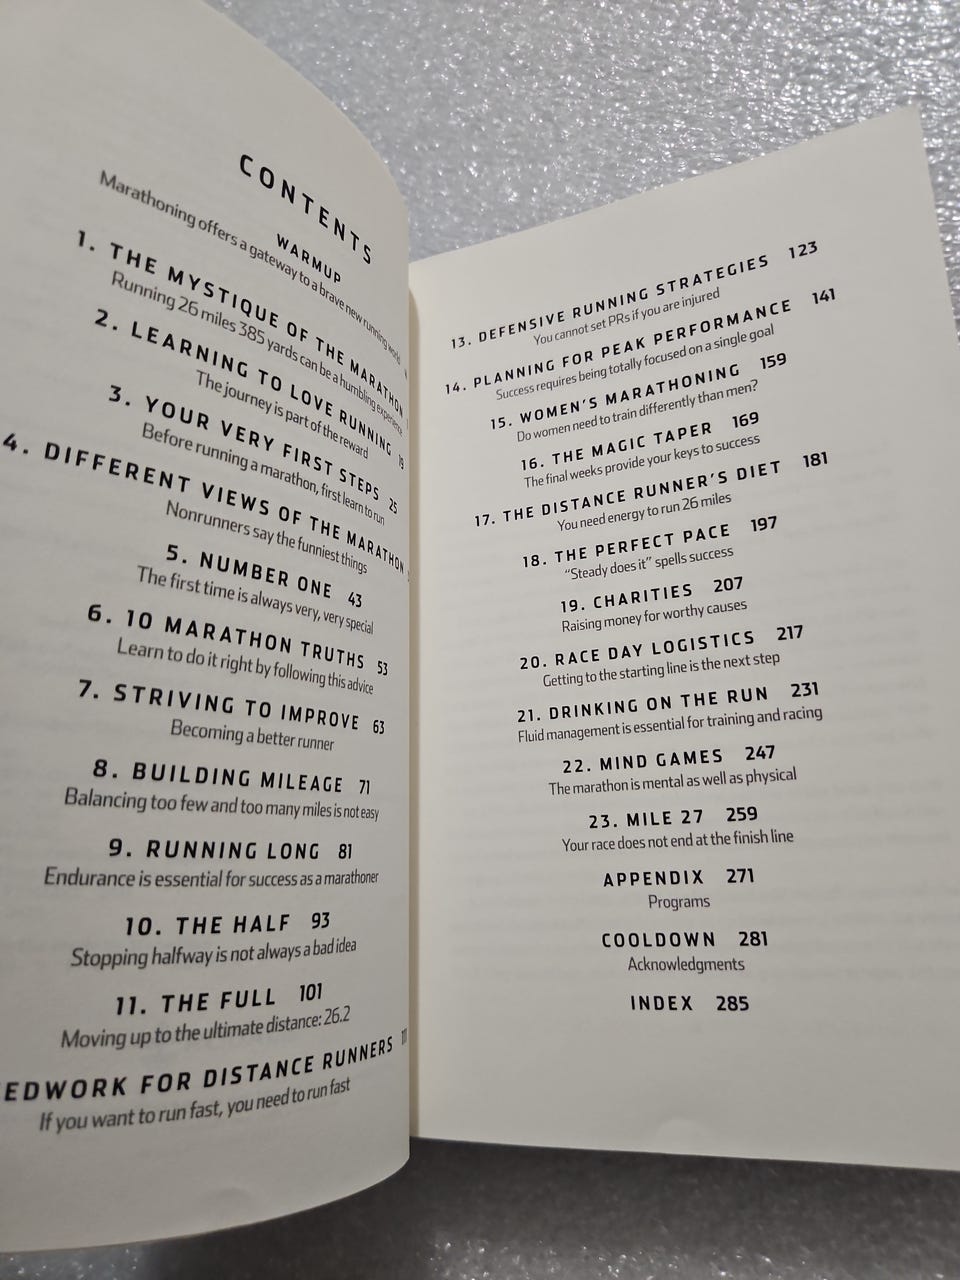 CONTENTS
WARMUP
Marathoning offers a gateway to a brave new running world
1. THE MYSTIQUE OF THE MARATHON
Running 26 miles 385 yards can be a humbling experience
2. LEARNING TO LOVE RUNNING 19
The journey is part of the reward
3. YOUR VERY FIRST STEPS 25
Before running a marathon, first learn to run
4. DIFFERENT VIEWS OF THE MARATHON
Nonrunners say the funniest things
5. NUMBER ONE 43
The first time is always very, very special
6. 10 MARATHON TRUTHS 53
Learn to do it right by following this advice
7. STRIVING TO IMPROVE 63
Becoming a better runner
8. BUILDING MILEAGE 71
Balancing too few and too many miles is not easy
9. RUNNING LONG 81
Endurance is essential for success as a marathoner
10. THE HALF 93
Stopping halfway is not always a bad idea
11. THE FULL 101
Moving up to the ultimate distance: 26.2
EDWORK FOR DISTANCE RUNNERS
If you want to run fast, you need to run fast
13. DEFENSIVE RUNNING STRATEGIES 123
You cannot set PRs if you are injured
14. PLANNING FOR PEAK PERFORMANCE 141
Success requires being totally focused on a single goal
15. WOMEN'S MARATHONING 159
Do women need to train differently than men?
16. THE MAGIC TAPER 169
The final weeks provide your keys to success
17. THE DISTANCE RUNNER'S DIET 181
You need energy to run 26 miles
18. THE PERFECT PACE 197
“Steady does it” spells success
19. CHARITIES 207
Raising money for worthy causes
20. RACE DAY LOGISTICS 217
Getting to the starting line is the next step
21. DRINKING ON THE RUN 231
Fluid management is essential for training and racing
22. MIND GAMES 247
The marathon is mental as well as physical
23. MILE 27 259
Your race does not end at the finish line
APPENDIX 271
Programs
COOLDOWN 281
Acknowledgments
INDEX 285